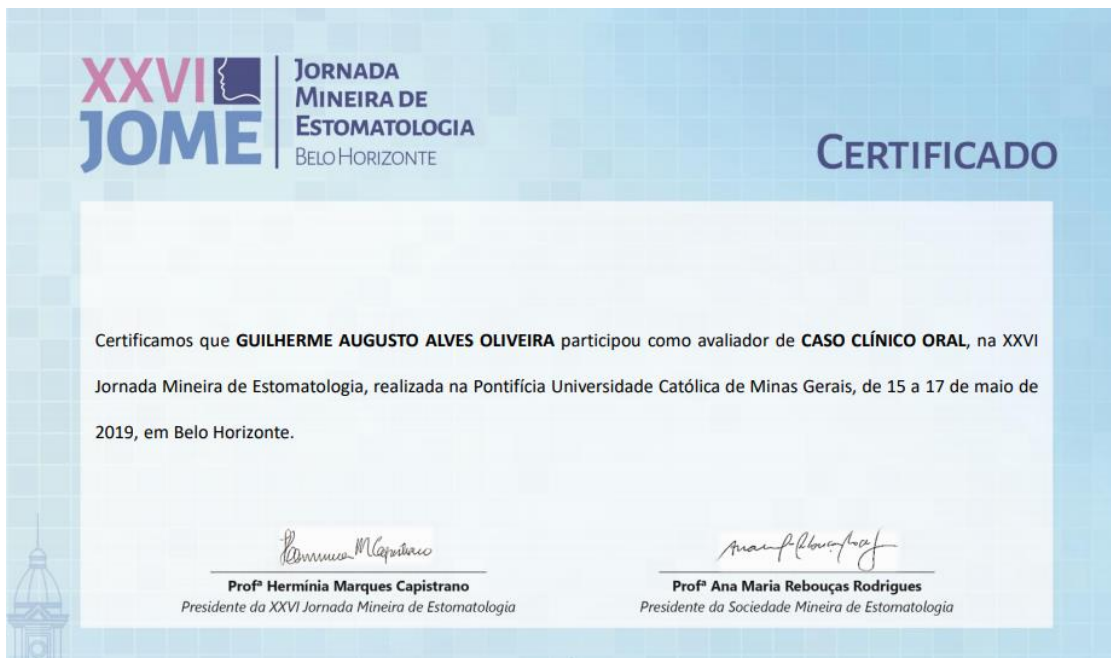 XXVI
JOME
JORNADA
MINEIRA DE
ESTOMATOLOGIA
BELO HORIZONTE
CERTIFICADO
Certificamos que GUILHERME AUGUSTO ALVES OLIVEIRA participou como avaliador de CASO CLÍNICO ORAL, na XXVI
Jornada Mineira de Estomatologia, realizada na Pontifícia Universidade Católica de Minas Gerais, de 15 a 17 de maio de
2019, em Belo Horizonte.
Profª Hermínia Marques Capistrano
Presidente da XXVI Jornada Mineira de Estomatologia
Profª Ana Maria Rebouças Rodrigues
Presidente da Sociedade Mineira de Estomatologia